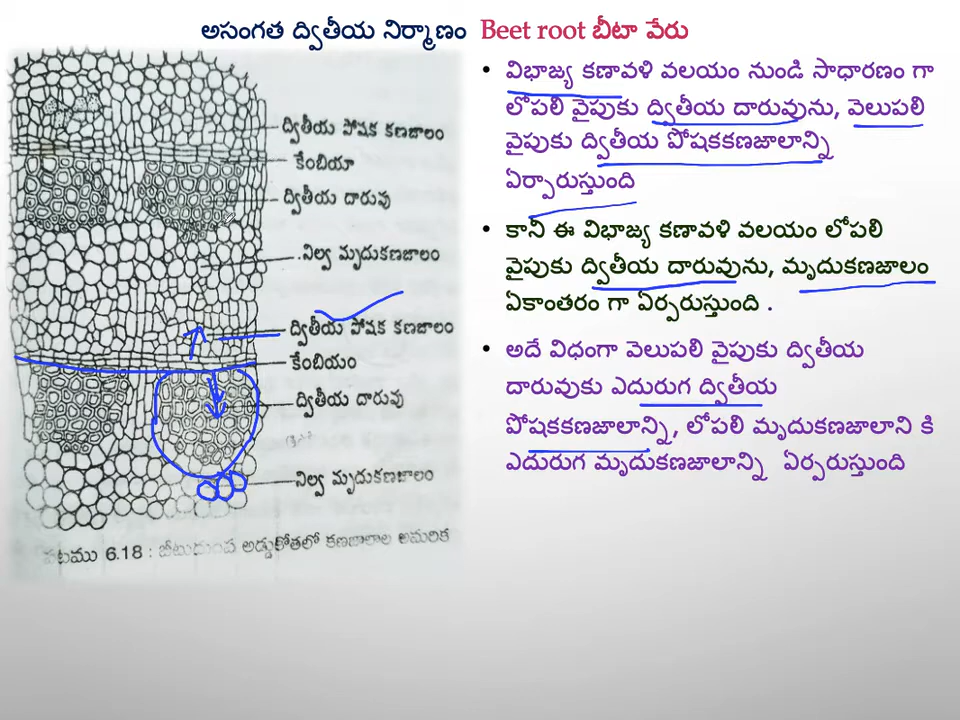 అసంగత ద్వితీయ నిర్మాణం Beet root బీటా వేరు
ద్వితీయ పోషక కణజాలం
కేంబియా
ద్వితీయ దారువు
నిల్వ మృదుకణజాలం
ద్వితీయ పోషక కణజాలం
కేంబియం
ద్వితీయ దారువు
నిల్వ మృదుకణజాలం
పటము 6.18 : బీటుదుంప అడ్డుకోతలో కణజాలాల అమరిక
• విభాజ్య కణావళి వలయం నుండి సాధారణం గా
లోపలి వైపుకు ద్వితీయ దారువును, వెలుపలి
వైపుకు ద్వితీయ పోషకకణజాలాన్ని
ఏర్పారుస్తుంది
• కానీ ఈ విభాజ్య కణావళి వలయం లోపలి
వైపుకు ద్వితీయ దారువును, మృదుకణజాలం
ఏకాంతరం గా ఏర్పరుస్తుంది .
• అదే విధంగా వెలుపలి వైపుకు ద్వితీయ
దారువుకు ఎదురుగ ద్వితీయ
పోషకకణజాలాన్ని, లోపలి మృదుకణజాలాని కి
ఎదురుగ మృదుకణజాలాన్ని ఏర్పరుస్తుంది